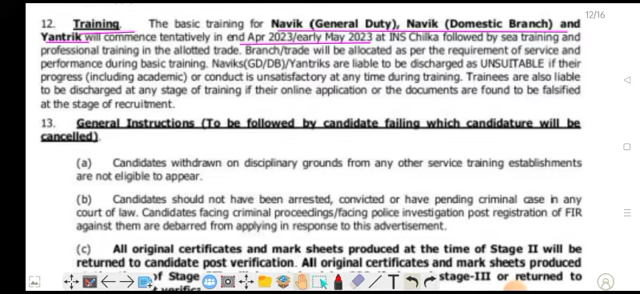 12/16
12. Training. The basic training for Navik (General Duty), Navik (Domestic Branch) and
Yantrik will commence tentatively in end Apr 2023/early May 2023 at INS Chilka followed by sea training and
professional training in the allotted trade. Branch/trade will be allocated as per the requirement of service and
performance during basic training. Naviks(GD/DB)/Yantriks are liable to be discharged as UNSUITABLE if their
progress (including academic) or conduct is unsatisfactory at any time during training. Trainees are also liable
to be discharged at any stage of training if their online application or the documents are found to be falsified
at the stage of recruitment.
13. General Instructions (To be followed by candidate failing which candidature will be
cancelled).
(a) Candidates withdrawn on disciplinary grounds from any other service training establishments
are not eligible to appear.
(b) Candidates should not have been arrested, convicted or have pending criminal case in any
court of law. Candidates facing criminal proceedings/facing police investigation post registration of FIR
against them are debarred from applying in response to this advertisement.
(c) All original certificates and mark sheets produced at the time of Stage II will be
returned to candidate post verification. All original certificates and mark sheets produced
of Stage stage-III or returned to